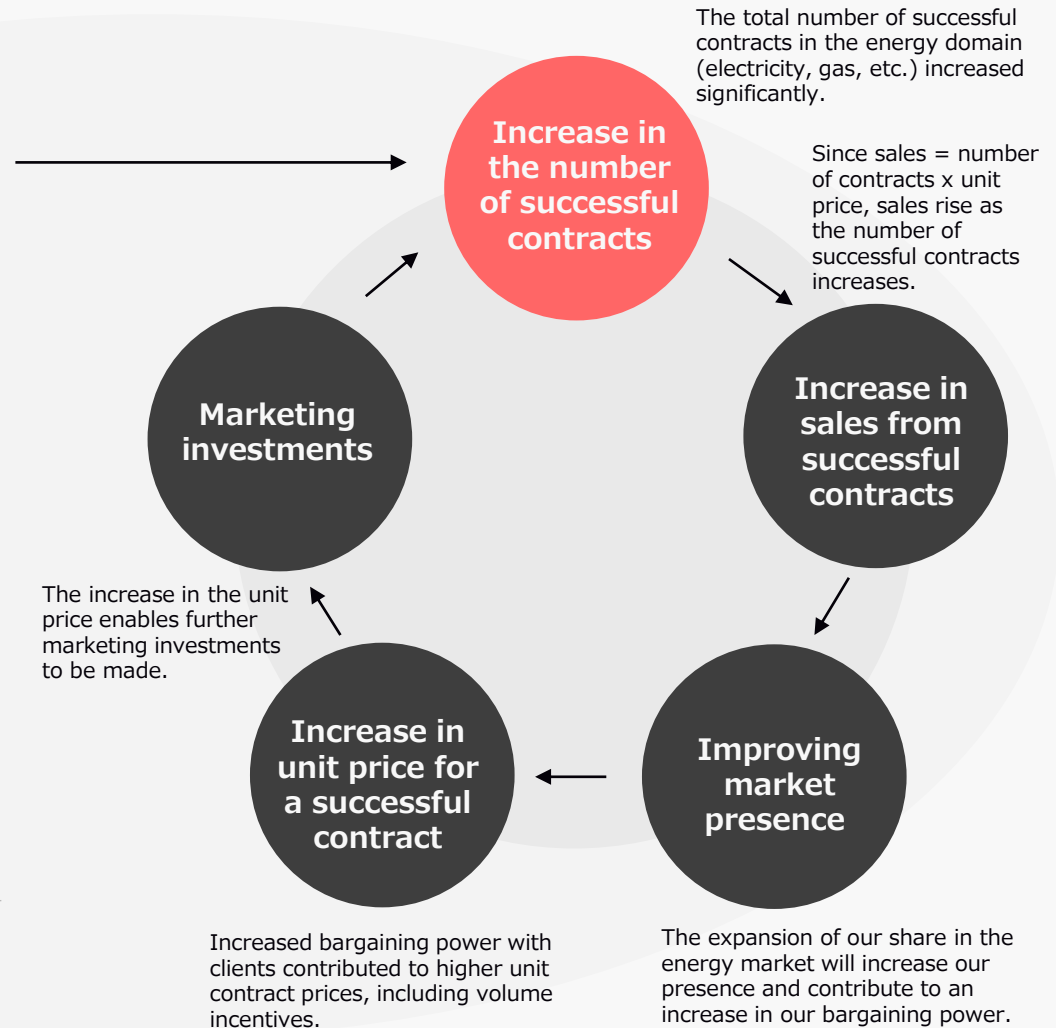 The total number of successful
contracts in the energy domain
(electricity, gas, etc.) increased
significantly.
Increase in
the number
of successful
contracts
Since sales = number
of contracts x unit
price, sales rise as
the number of
successful contracts
increases.
Increase in
sales from
successful
contracts
Improving
market
presence
The expansion of our share in the
energy market will increase our
presence and contribute to an
increase in our bargaining power.
Increase in
unit price for
a successful
contract
Increased bargaining power with
clients contributed to higher unit
contract prices, including volume
incentives.
Marketing
investments
The increase in the unit
price enables further
marketing investments
to be made.